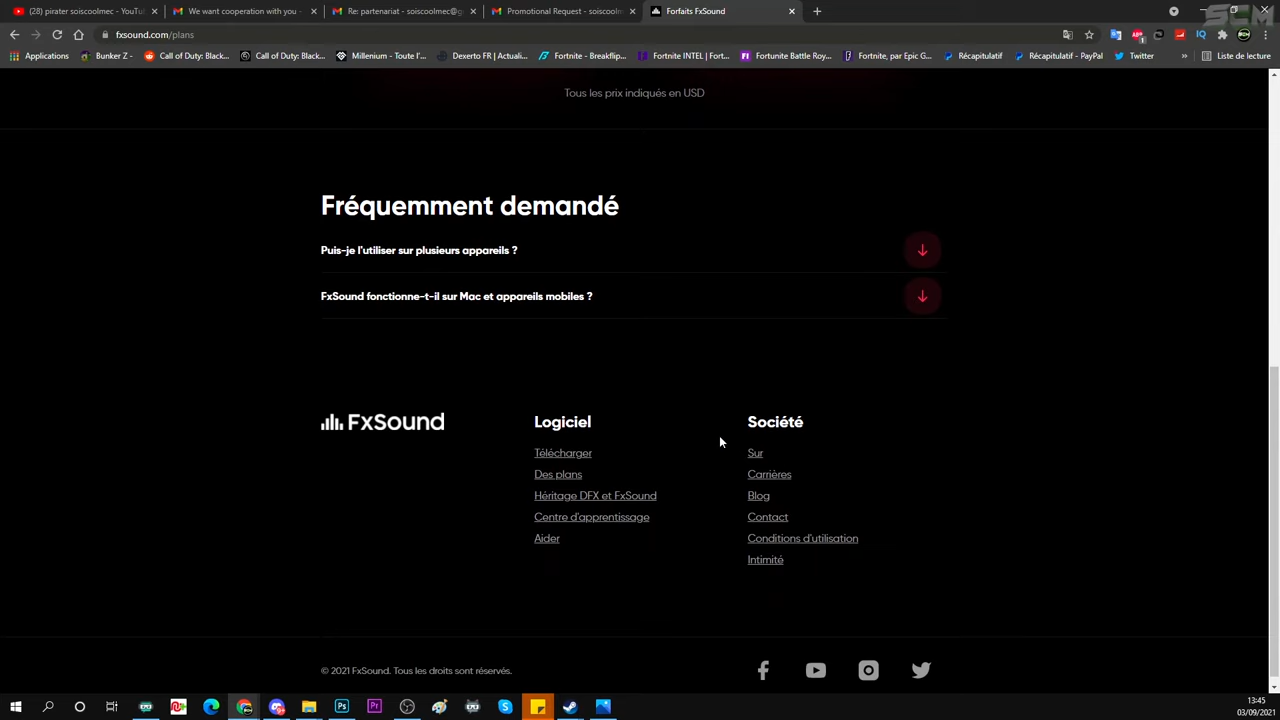 (28) pirater soiscoolmec - YouTu
We want cooperation with you -
Re: partenariat - soiscoolmec@g
Promotional Request - soiscoolm
Forfaits FxSound
SCM
fxsound.com/plans
Applications
Bunker Z -
Call of Duty: Black...
Call of Duty: Black...
Millenium - Toute l'...
Dexerto FR | Actuali...
Fortnite - Breakflip...
Fortnite INTEL | Fort...
Fortunite Battle Roy...
Fortnite, par Epic G...
Récapitulatif
Récapitulatif - PayPal
Twitter
»
Liste de lecture
Tous les prix indiqués en USD
Fréquemment demandé
Puis-je l'utiliser sur plusieurs appareils ?
FxSound fonctionne-t-il sur Mac et appareils mobiles ?
FxSound
Logiciel
Télécharger
Des plans
Héritage DFX et FxSound
Centre d'apprentissage
Aider
Société
Sur
Carrières
Blog
Contact
Conditions d'utilisation
Intimité
© 2021 FxSound. Tous les droits sont réservés.
13:45
03/09/2021